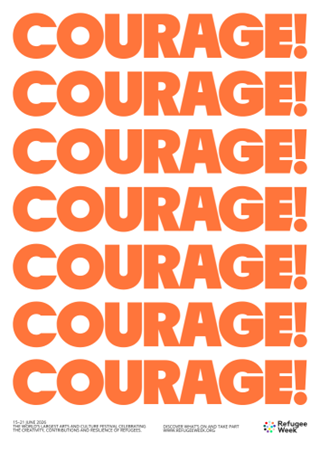 COURAGE!
COURAGE!
COURAGE!
COURAGE!
COURAGE!
COURAGE!
COURAGE!
15–21 JUNE 2026
THE WORLD'S LARGEST ARTS AND CULTURE FESTIVAL CELEBRATING
THE CREATIVITY, CONTRIBUTIONS AND RESILIENCE OF REFUGEES.
DISCOVER WHAT'S ON AND TAKE PART
WWW.REFUGEEWEEK.ORG
Refugee
Week